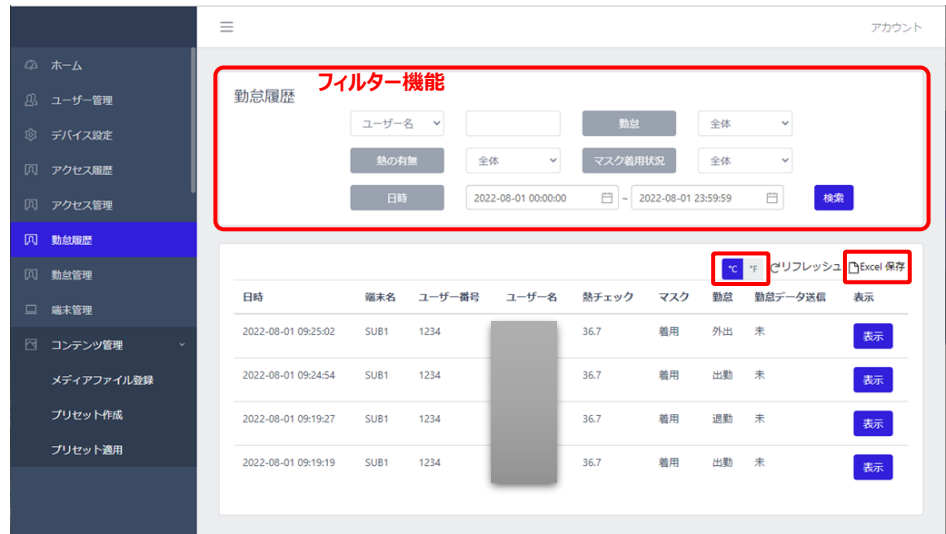 アカウント
ホーム
ユーザー管理
デバイス設定
アクセス履歴
アクセス管理
勤怠履歴
勤怠管理
端末管理
コンテンツ管理
メディアファイル登録
プリセット作成
プリセット適用
フィルター機能
勤怠履歴
ユーザー名 勤怠 全体
熱の有無 全体 マスク着用状況 全体
日時 2022-08-01 00:00:00 ~ 2022-08-01 23:59:59 検索
℃ °F リフレッシュ Excel 保存
日時 端末名 ユーザー番号 ユーザー名 熱チェック マスク 勤怠 勤怠データ送信 表示
2022-08-01 09:25:02 SUB1 1234 36.7 着用 外出 未 表示
2022-08-01 09:24:54 SUB1 1234 36.7 着用 出勤 未 表示
2022-08-01 09:19:27 SUB1 1234 36.7 着用 退勤 未 表示
2022-08-01 09:19:19 SUB1 1234 36.7 着用 出勤 未 表示